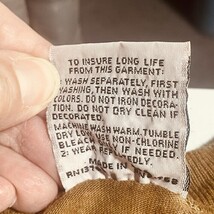 TO INSURE LONG LIFE
FROM THIS GARMENT:
WASH SEPARATELY, FIRST
WASHING, THEN WASH WITH
COLORS. DO NOT IRON DECORA-
TION. DO NOT DRY CLEAN IF
DECORATED.
MACHINE WASH WARM. TUMBLE
DRY LOW USE NON-CHLORINE
BLEACH
2: WEAR REPEATEDLY.
MADE IN